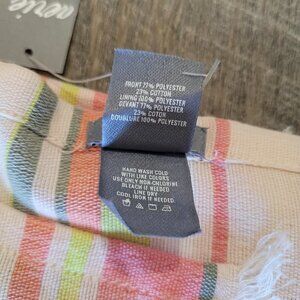 aerie
FRONT 77% POLYESTER
23% COTTON
LINING 100% POLYESTER
DEVANT 77% POLYESTER
23% COTON
DOUBLURE 100% POLYESTER
HAND WASH COLD
WITH LIKE COLORS
USE ONLY NON-CHLORINE
BLEACH IF NEEDED
LINE DRY
COOL IRON IF NEEDED.